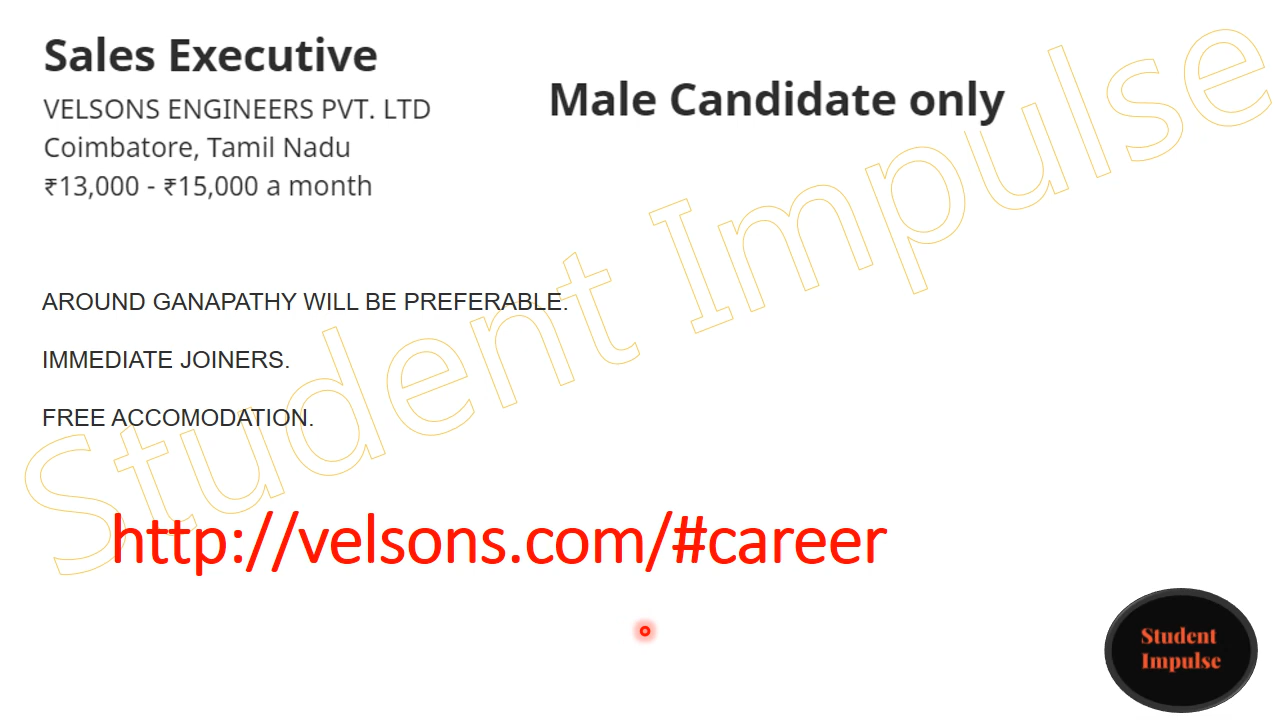 Sales Executive
VELSONS ENGINEERS PVT. LTD
Coimbatore, Tamil Nadu
₹13,000 - ₹15,000 a month
Male Candidate only
AROUND GANAPATHY WILL BE PREFERABLE.
IMMEDIATE JOINERS.
FREE ACCOMODATION.
http://velsons.com/#career
Student Impulse
Student
Impulse